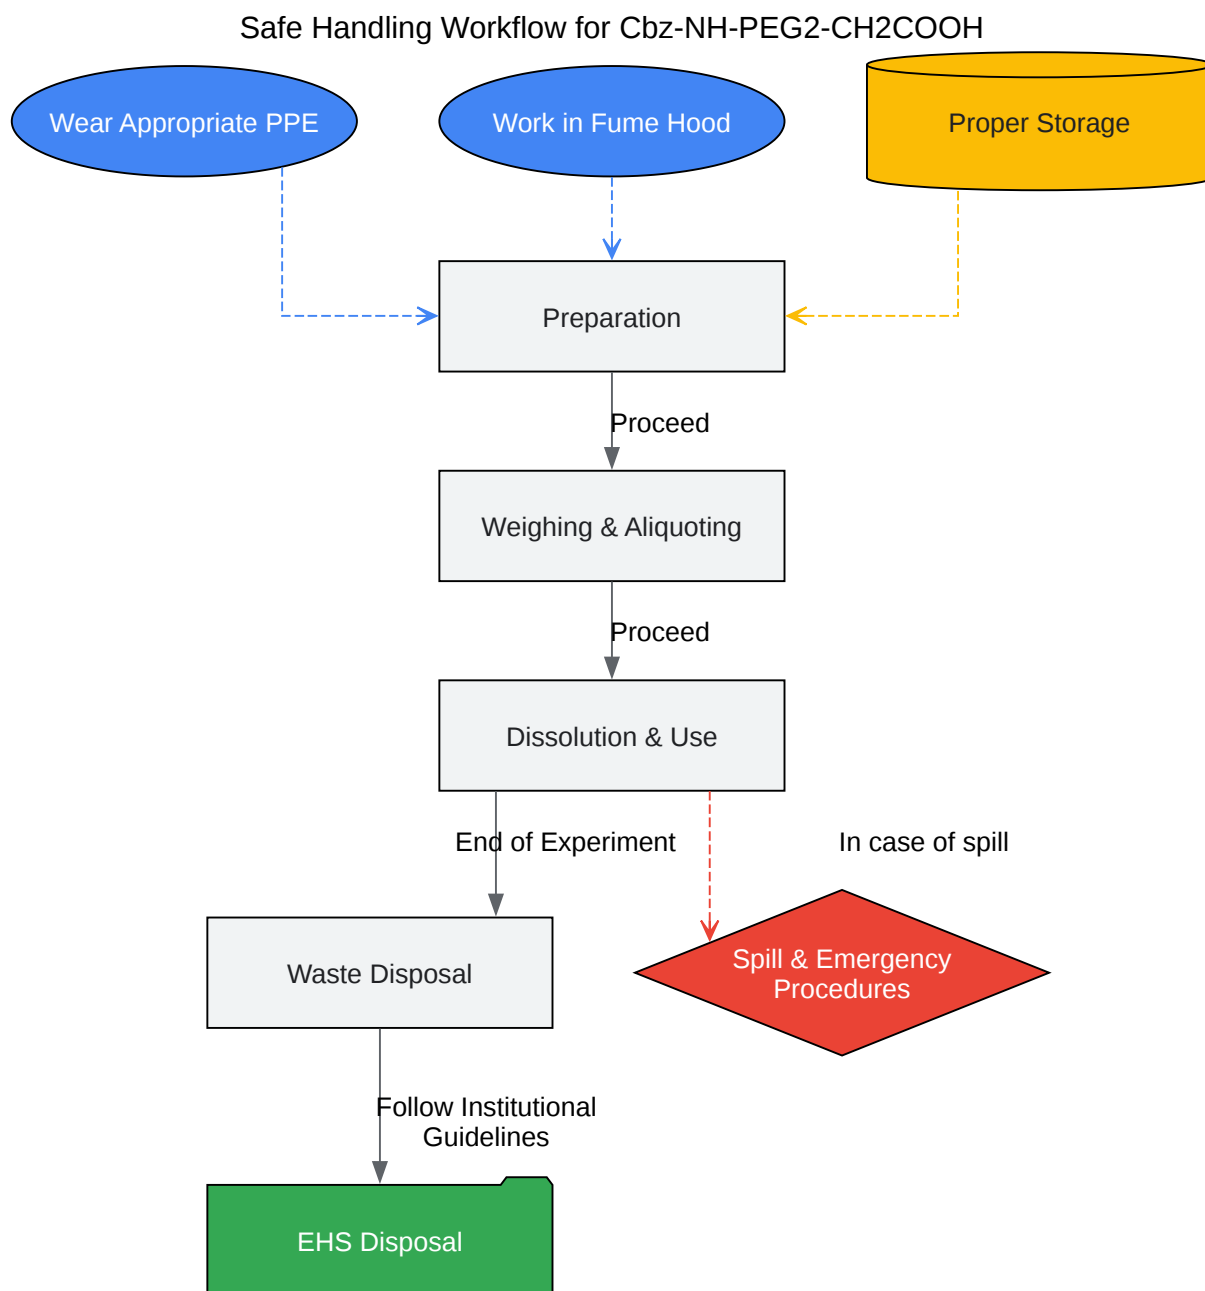 Safe Handling Workflow for Cbz-NH-PEG2-CH2COOH
Wear Appropriate PPE
Work in Fume Hood
Proper Storage
Preparation
Proceed
Weighing & Aliquoting
Proceed
Dissolution & Use
End of Experiment
In case of spill
Waste Disposal
Spill & Emergency
Procedures
Follow Institutional
Guidelines
EHS Disposal